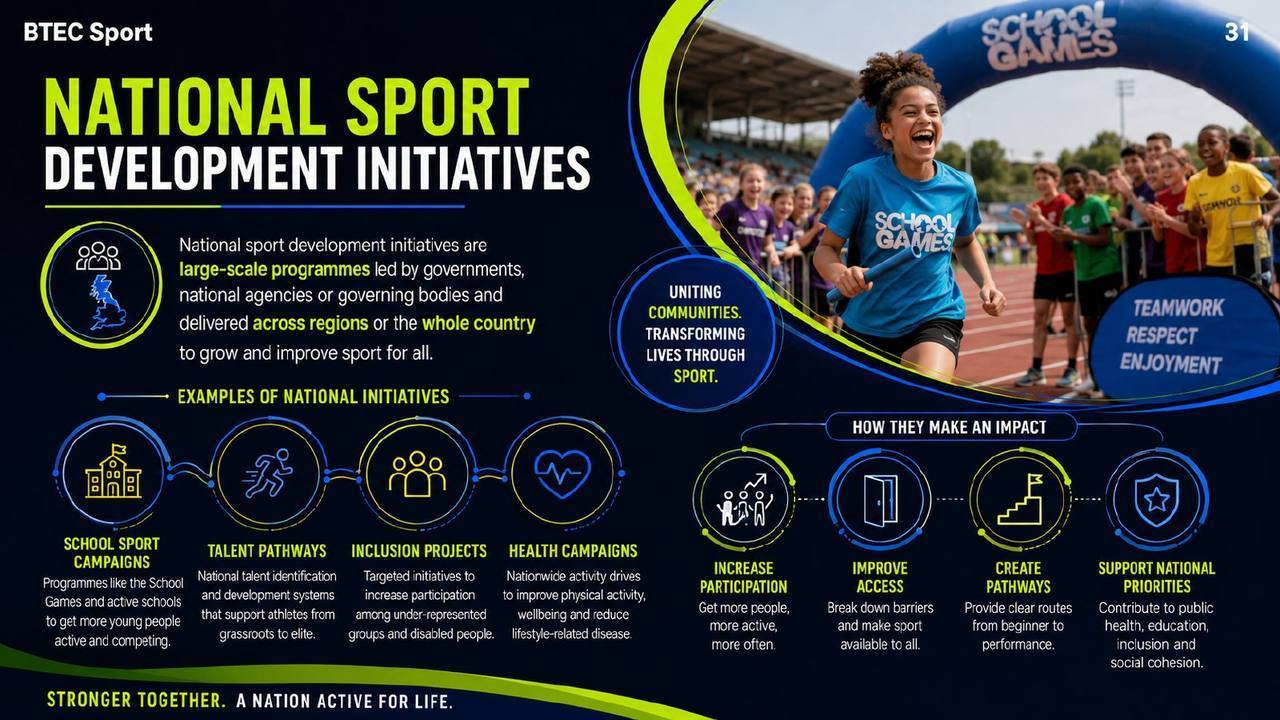 BTEC Sport
31
NATIONAL SPORT
DEVELOPMENT INITIATIVES
National sport development initiatives are
large-scale programmes led by governments,
national agencies or governing bodies and
delivered across regions or the whole country
to grow and improve sport for all.
SCHOOL
GAMES
SCHOOL
GAMES
TEAMWORK
RESPECT
ENJOYMENT
UNITING
COMMUNITIES.
TRANSFORMING
LIVES THROUGH
SPORT.
EXAMPLES OF NATIONAL INITIATIVES
SCHOOL SPORT
CAMPAIGNS
Programmes like the School
Games and active schools
to get more young people
active and competing.
TALENT PATHWAYS
National talent identification
and development systems
that support athletes from
grassroots to elite.
INCLUSION PROJECTS
Targeted initiatives to
increase participation
among under-represented
groups and disabled people.
HEALTH CAMPAIGNS
Nationwide activity drives
to improve physical activity,
wellbeing and reduce
lifestyle-related disease.
HOW THEY MAKE AN IMPACT
INCREASE
PARTICIPATION
Get more people,
more active,
more often.
IMPROVE
ACCESS
Break down barriers
and make sport
available to all.
CREATE
PATHWAYS
Provide clear routes
from beginner to
performance.
SUPPORT NATIONAL
PRIORITIES
Contribute to public
health, education,
inclusion and
social cohesion.
STRONGER TOGETHER. A NATION ACTIVE FOR LIFE.